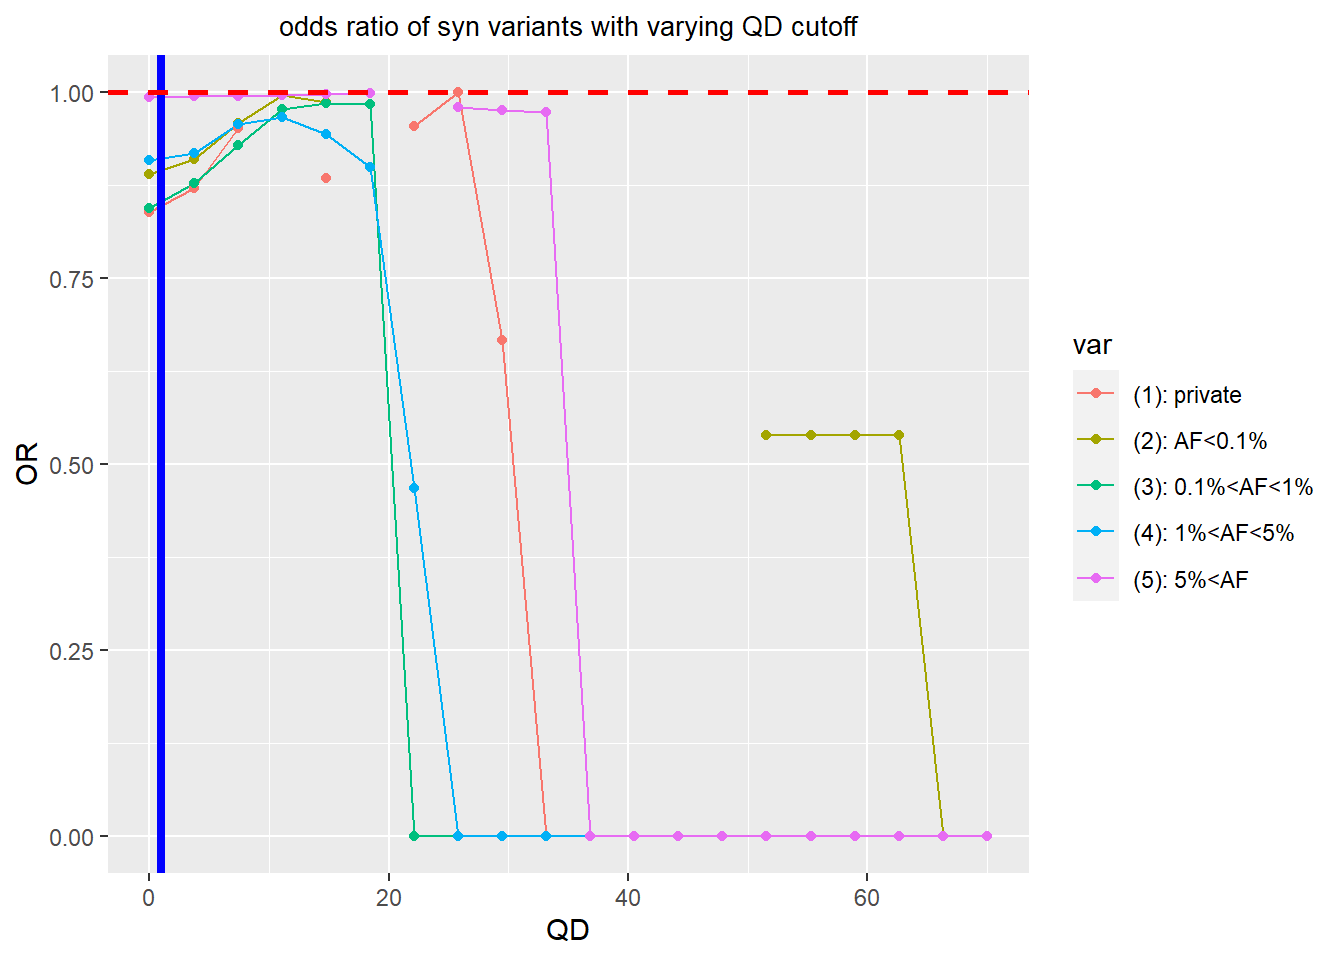 odds ratio of syn variants with varying QD cutoff
1.00
0.75
0.50
0.25
0.00
OR
0
20
40
60
QD
var
(1): private
(2): AF<0.1%
(3): 0.1%<AF<1%
(4): 1%<AF<5%
(5): 5%<AF